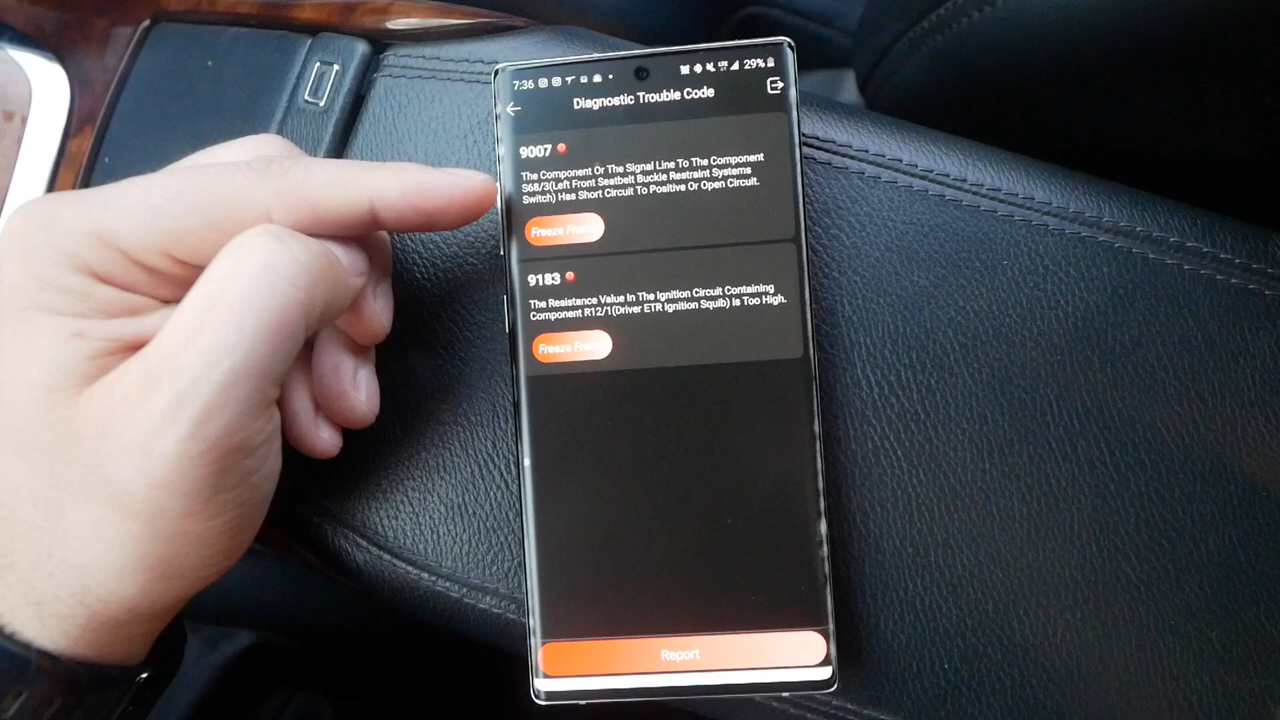 7:36
29%
Diagnostic Trouble Code
9007
The Component Or The Signal Line To The Component
S68/3(Left Front Seatbelt Buckle Restraint Systems
Switch) Has Short Circuit To Positive Or Open Circuit.
Freeze Frame
9183
The Resistance Value In The Ignition Circuit Containing
Component R12/1(Driver ETR Ignition Squib) Is Too High.
Freeze Frame
Report